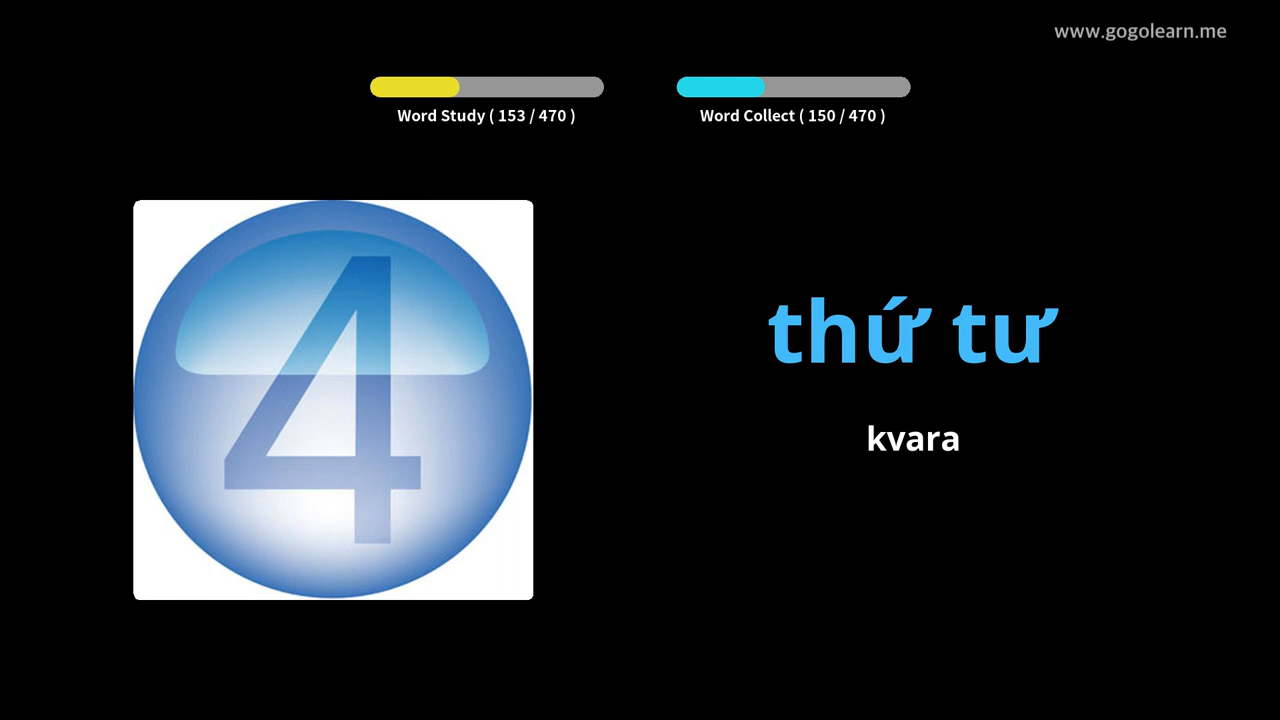 www.gogolearn.me
Word Study ( 153 / 470 )
Word Collect ( 150 / 470 )
4
thứ tư
kvara